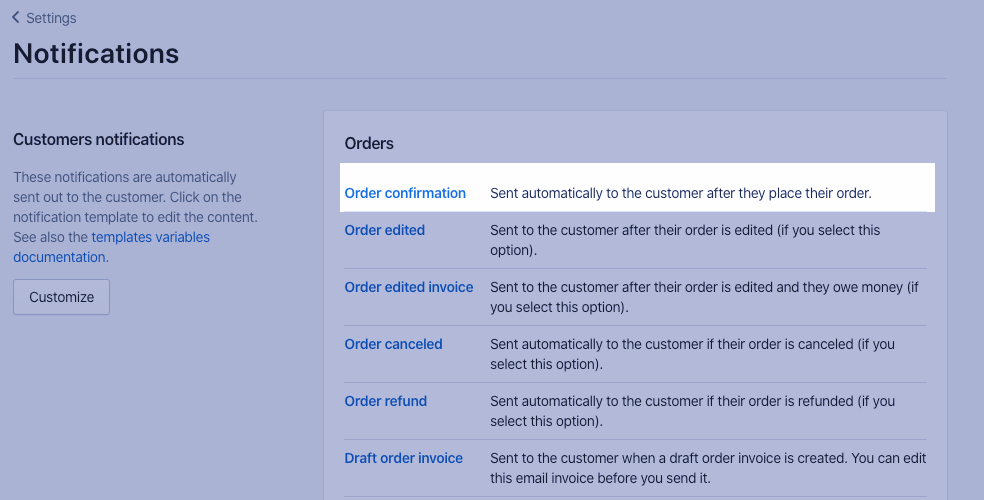 Settings
Notifications
Customers notifications
These notifications are automatically
sent out to the customer. Click on the
notification template to edit the content.
See also the templates variables
documentation.
Customize
Orders
Order confirmation Sent automatically to the customer after they place their order.
Order edited Sent to the customer after their order is edited (if you select this
option).
Order edited invoice Sent to the customer after their order is edited and they owe money (if
you select this option).
Order canceled Sent automatically to the customer if their order is canceled (if you
select this option).
Order refund Sent automatically to the customer if their order is refunded (if you
select this option).
Draft order invoice Sent to the customer when a draft order invoice is created. You can edit
this email invoice before you send it.